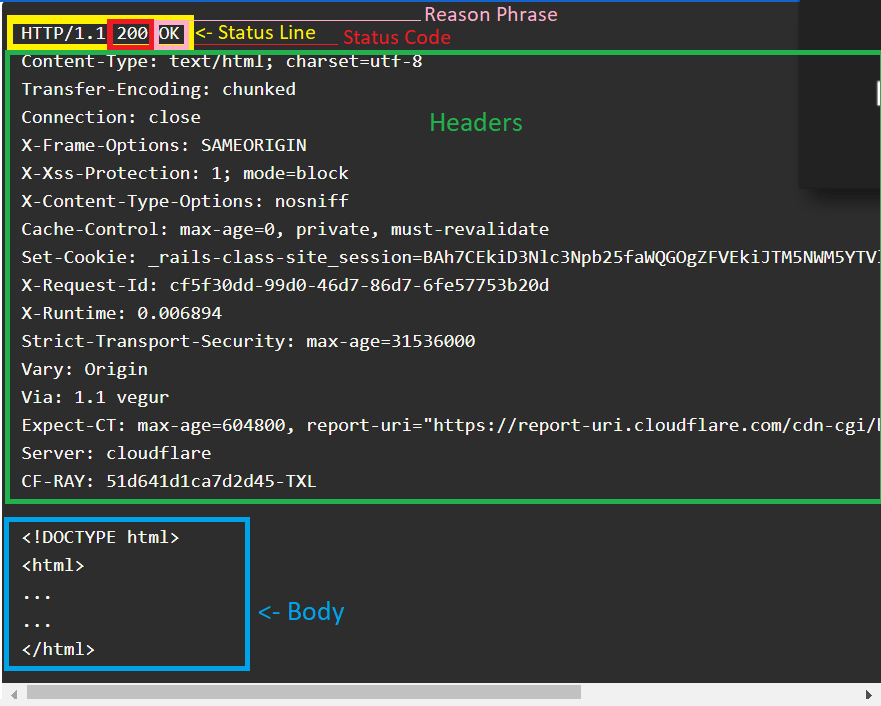 Reason Phrase
HTTP/1.1 200 OK <- Status Line
Status Code
Content-Type: text/html; charset=utf-8
Transfer-Encoding: chunked
Headers
Connection: close
X-Frame-Options: SAMEORIGIN
X-Xss-Protection: 1; mode=block
X-Content-Type-Options: nosniff
Cache-Control: max-age=0, private, must-revalidate
Set-Cookie: _rails-class-site_session=BAh7CEkiD3Nlc3Npb25faWQGOgZFVEkiJTM5NWM5YTV
X-Request-Id: cf5f30dd-99d0-46d7-86d7-6fe57753b20d
X-Runtime: 0.006894
Strict-Transport-Security: max-age=31536000
Vary: Origin
Via: 1.1 vegur
Expect-CT: max-age=604800, report-uri="https://report-uri.cloudflare.com/cdn-cgi/
Server: cloudflare
CF-RAY: 51d641d1ca7d2d45-TXL
<!DOCTYPE html>
<html>
...
<- Body
...
</html>